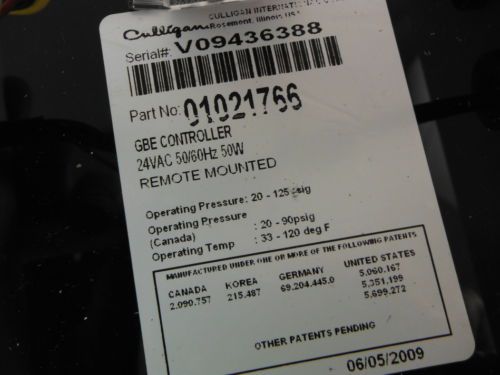 CULLIGAN INTERNATIONAL
Culligan. Rosemont, Illinois USA
Serial#: V09436388
Part No: 01021766
GBE CONTROLLER
24VAC 50/60Hz 50W
REMOTE MOUNTED
Operating Pressure: 20 - 125 psig
Operating Pressure
(Canada) : 20 - 90psig
Operating Temp : 33 - 120 deg F
MANUFACTURED UNDER ONE OR MORE OF THE FOLLOWING PATENTS
CANADA KOREA GERMANY UNITED STATES
2.090.757 215.487 69.204.445.0 5.060.167
5,351.199
5,699.272
OTHER PATENTS PENDING
06/05/2009